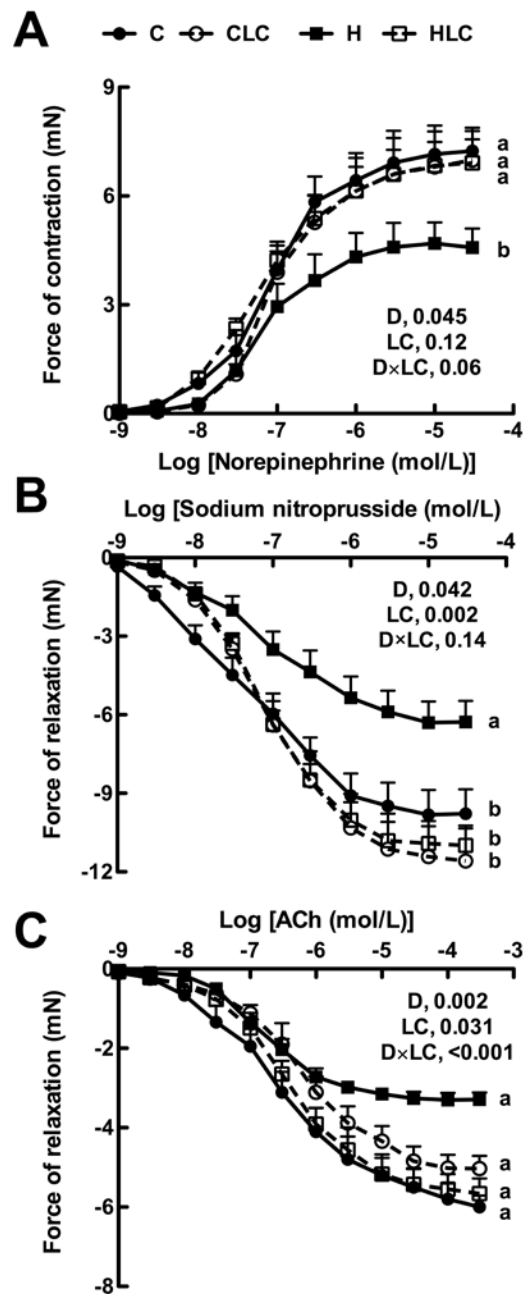 A
C CLC H HLC
9
6
3
0
Force of contraction (mN)
a
a
a
b
D, 0.045
LC, 0.12
D×LC, 0.06
-9 -8 -7 -6 -5 -4
Log [Norepinephrine (mol/L)]
B
Log [Sodium nitroprusside (mol/L)
-9 -8 -7 -6 -5 -4
0
-3
-6
-9
-12
Force of relaxation (mN)
D, 0.042
LC, 0.002
D×LC, 0.14
a
b
b
b
C
Log [ACh (mol/L)]
-9 -8 -7 -6 -5 -4 -3
0
-2
-4
-6
-8
Force of relaxation (mN)
D, 0.002
LC, 0.031
D×LC, <0.001
a
a
a
a